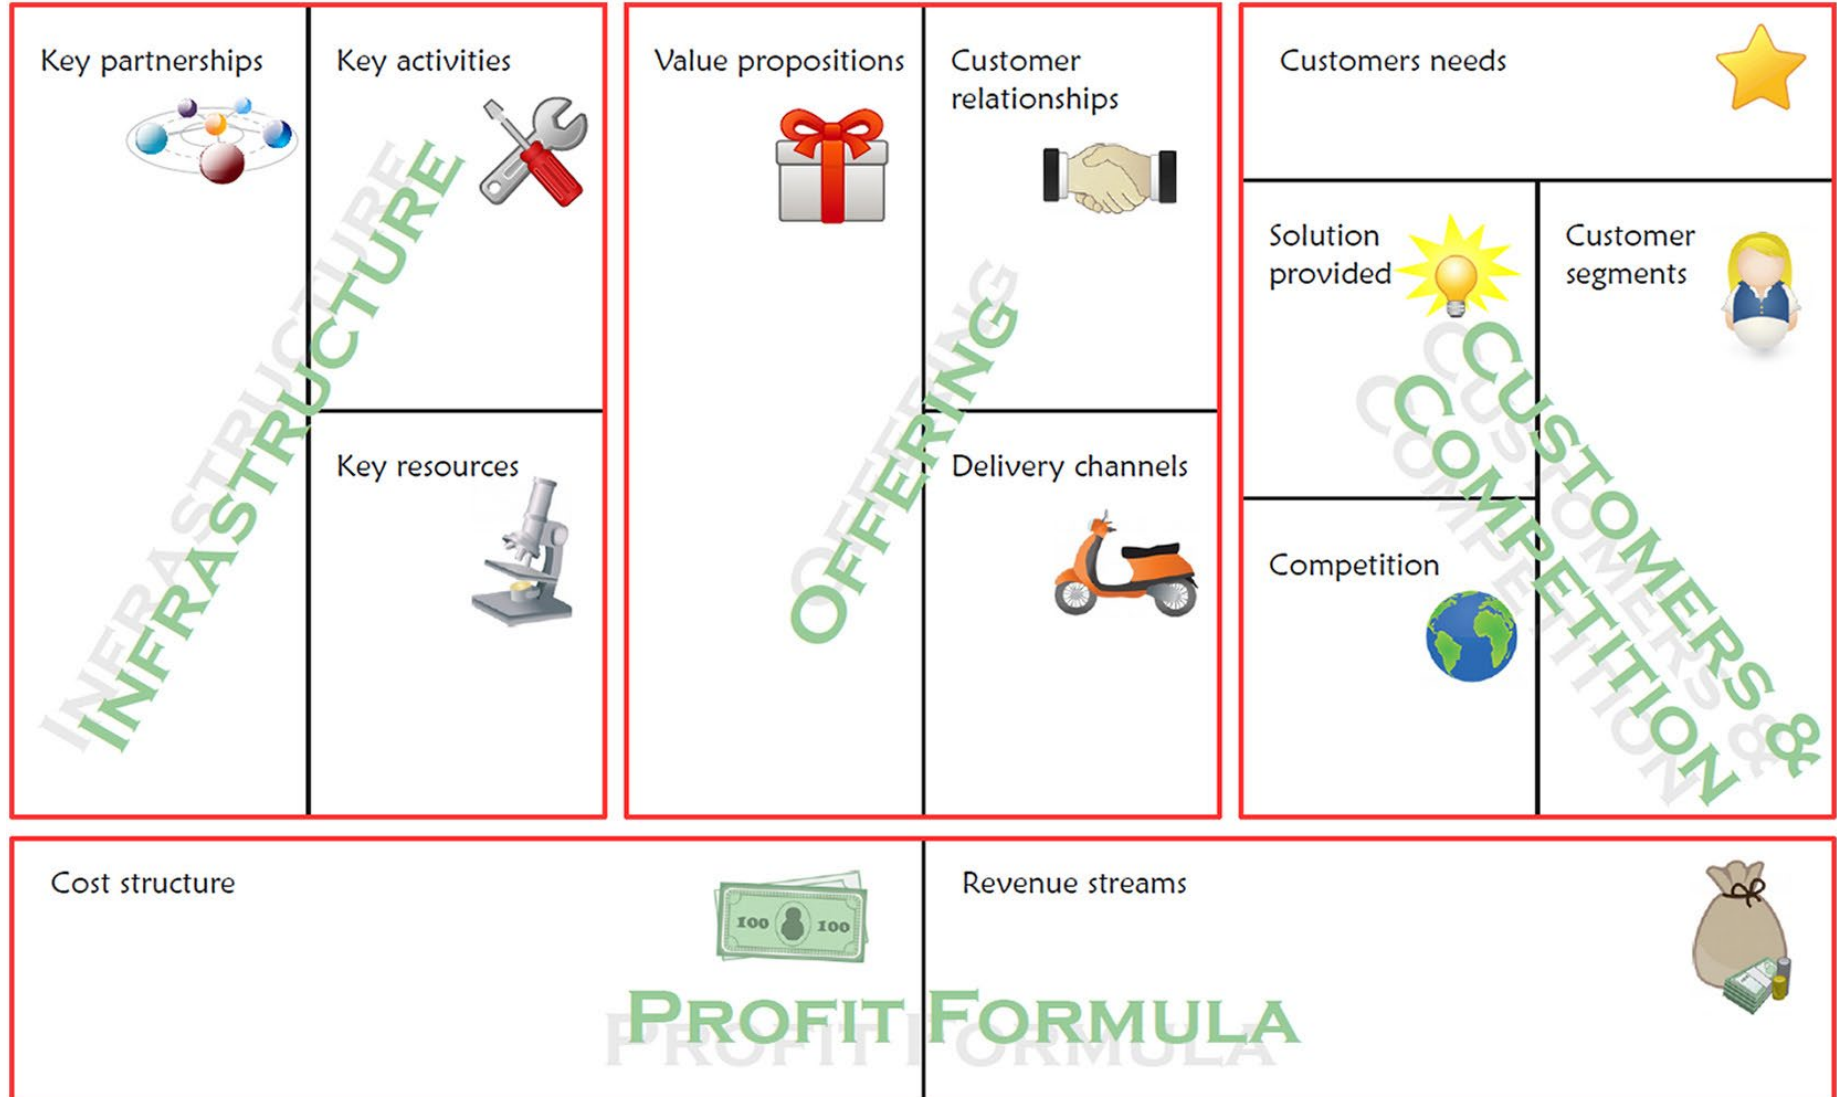 Key partnerships
Key activities
Key resources
INFRASTRUCTURE
Value propositions
Customer
relationships
Delivery channels
OFFERING
Customers needs
Solution
provided
Customer
segments
Competition
CUSTOMERS &
COMPETITION
Cost structure
100 100
Revenue streams
PROFIT FORMULA